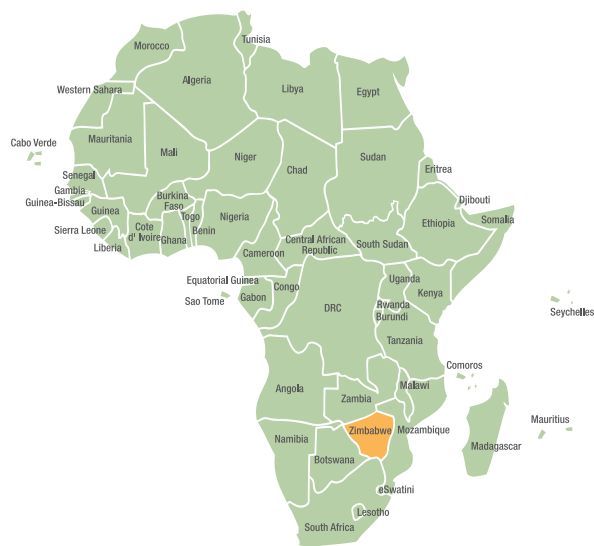 Tunisia
Morocco
Algeria
Libya
Egypt
Western Sahara
Mauritania
Cabo Verde
Mali
Niger
Chad
Sudan
Eritrea
Senegal
Gambia
Guinea-Bissau
Guinea
Burkina
Faso
Togo
Benin
Nigeria
Djibouti
Somalia
Ethiopia
Sierra Leone
Liberia
Cote
d' Ivoire
Ghana
Cameroon
Central African
Republic
South Sudan
Equatorial Guinea
Sao Tome
Gabon
Congo
DRC
Uganda
Kenya
Rwanda
Burundi
Tanzania
Seychelles
Comoros
Angola
Zambia
Malawi
Mozambique
Zimbabwe
Namibia
Botswana
Madagascar
Mauritius
eSwatini
Lesotho
South Africa